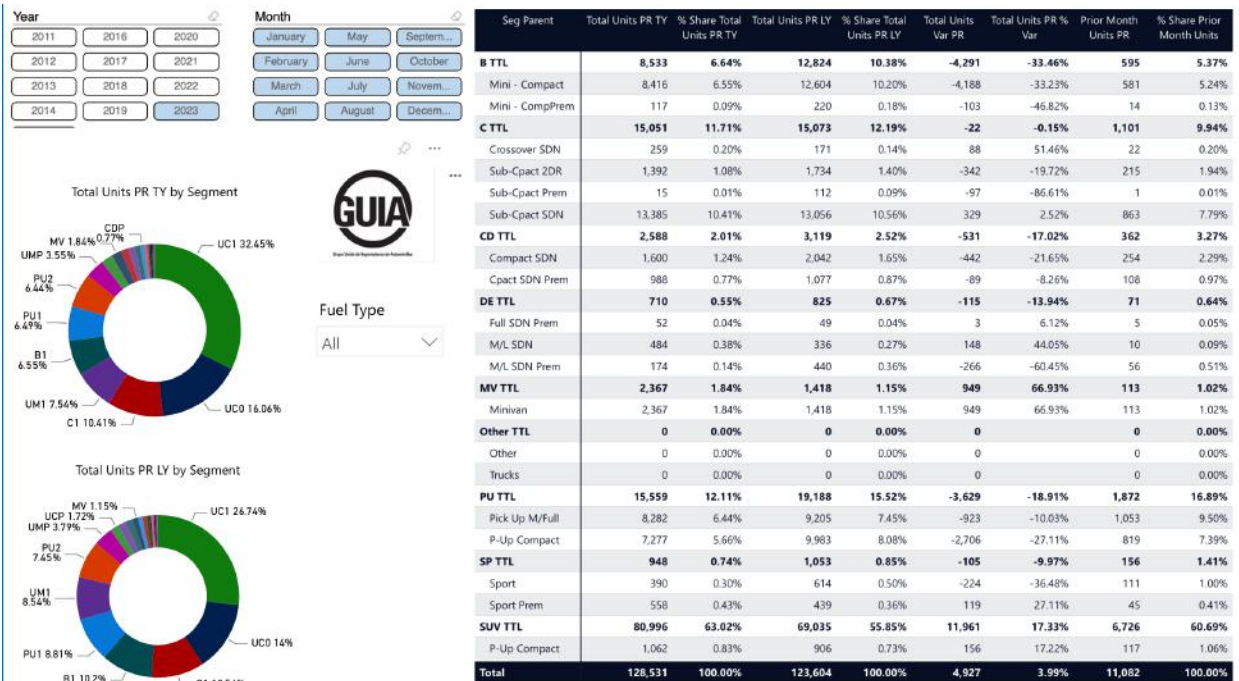 Year
2011 2016 2020
2012 2017 2021
2013 2018 2022
2014 2019 2023
Month
January May Septem...
February June October
March July Novem...
April August Decem...
Total Units PR TY by Segment
CDP
0.77%
MV 1.84%
UMP 3.55%
PU2
6.44%
PU1
6.49%
B1
6.55%
UM1 7.54%
C1 10.41%
UC0 16.06%
UC1 32.45%
GUIA
Fuel Type
All
Total Units PR LY by Segment
MV 1.15%
UCP 1.72%
UMP 3.79%
PU2
7.45%
UM1
8.54%
PU1 8.81%
B1 10.2%
UC0 14%
UC1 26.74%
Seg Parent Total Units PR TY % Share Total Units PR TY Total Units PR LY % Share Total Units PR LY Total Units Var PR Total Units PR % Var Prior Month Units PR % Share Prior Month Units
B TTL 8,533 6.64% 12,824 10.38% -4,291 -33.46% 595 5.37%
Mini - Compact 8,416 6.55% 12,604 10.20% -4,188 -33.23% 581 5.24%
Mini - CompPrem 117 0.09% 220 0.18% -103 -46.82% 14 0.13%
C TTL 15,051 11.71% 15,073 12.19% -22 -0.15% 1,101 9.94%
Crossover SDN 259 0.20% 171 0.14% 88 51.46% 22 0.20%
Sub-Cpact 2DR 1,392 1.08% 1,734 1.40% -342 -19.72% 215 1.94%
Sub-Cpact Prem 15 0.01% 112 0.09% -97 -86.61% 1 0.01%
Sub-Cpact SDN 13,385 10.41% 13,056 10.56% 329 2.52% 863 7.79%
CD TTL 2,588 2.01% 3,119 2.52% -531 -17.02% 362 3.27%
Compact SDN 1,600 1.24% 2,042 1.65% -442 -21.65% 254 2.29%
Cpact SDN Prem 988 0.77% 1,077 0.87% -89 -8.26% 108 0.97%
DE TTL 710 0.55% 825 0.67% -115 -13.94% 71 0.64%
Full SDN Prem 52 0.04% 49 0.04% 3 6.12% 5 0.05%
M/L SDN 484 0.38% 336 0.27% 148 44.05% 10 0.09%
M/L SDN Prem 174 0.14% 440 0.36% -266 -60.45% 56 0.51%
MV TTL 2,367 1.84% 1,418 1.15% 949 66.93% 113 1.02%
Minivan 2,367 1.84% 1,418 1.15% 949 66.93% 113 1.02%
Other TTL 0 0.00% 0 0.00% 0 0 0.00%
Other 0 0.00% 0 0.00% 0 0 0.00%
Trucks 0 0.00% 0 0.00% 0 0 0.00%
PU TTL 15,559 12.11% 19,188 15.52% -3,629 -18.91% 1,872 16.89%
Pick Up M/Full 8,282 6.44% 9,205 7.45% -923 -10.03% 1,053 9.50%
P-Up Compact 7,277 5.66% 9,983 8.08% -2,706 -27.11% 819 7.39%
SP TTL 948 0.74% 1,053 0.85% -105 -9.97% 156 1.41%
Sport 390 0.30% 614 0.50% -224 -36.48% 111 1.00%
Sport Prem 558 0.43% 439 0.36% 119 27.11% 45 0.41%
SUV TTL 80,996 63.02% 69,035 55.85% 11,961 17.33% 6,726 60.69%
P-Up Compact 1,062 0.83% 906 0.73% 156 17.22% 117 1.06%
Total 128,531 100.00% 123,604 100.00% 4,927 3.99% 11,082 100.00%